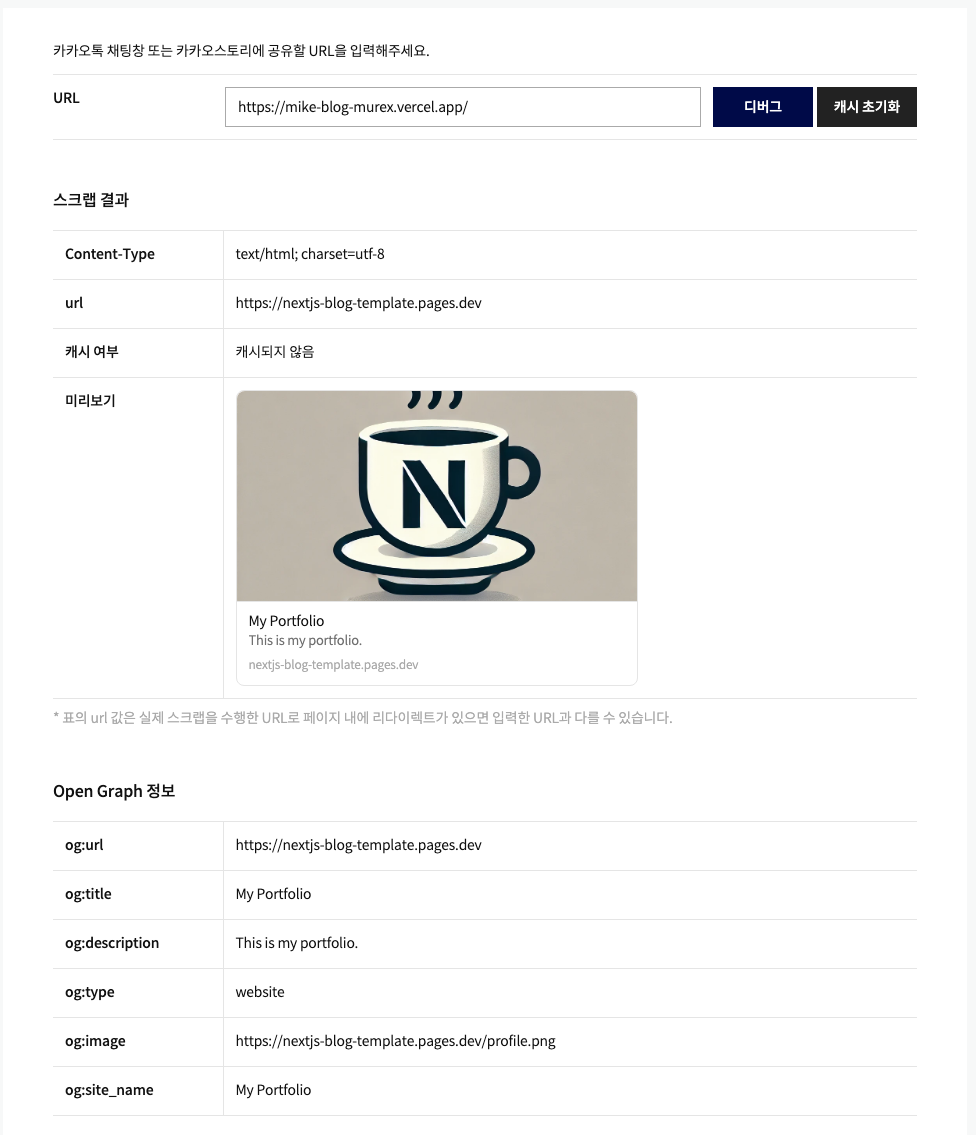 카카오톡 채팅창 또는 카카오스토리에 공유할 URL을 입력해주세요.
URL
https://mike-blog-murex.vercel.app/
디버그
캐시 초기화
스크랩 결과
Content-Type
text/html; charset=utf-8
url
https://nextjs-blog-template.pages.dev
캐시 여부
캐시되지 않음
미리보기
N
My Portfolio
This is my portfolio.
nextjs-blog-template.pages.dev
* 표의 url 값은 실제 스크랩을 수행한 URL로 페이지 내에 리다이렉트가 있으면 입력한 URL과 다를 수 있습니다.
Open Graph 정보
og:url
https://nextjs-blog-template.pages.dev
og:title
My Portfolio
og:description
This is my portfolio.
og:type
website
og:image
https://nextjs-blog-template.pages.dev/profile.png
og:site_name
My Portfolio